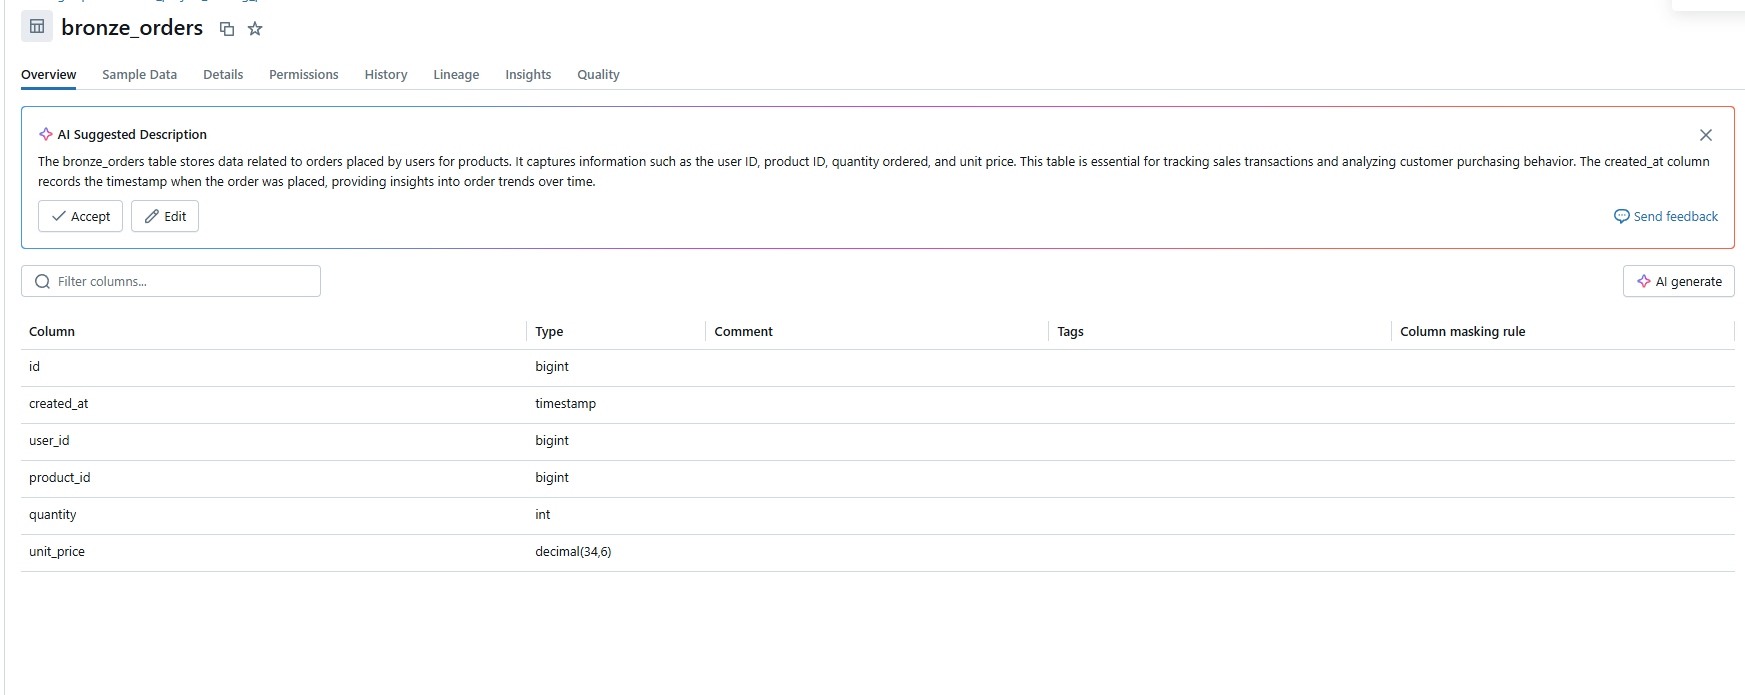 bronze_orders
Overview Sample Data Details Permissions History Lineage Insights Quality
AI Suggested Description
The bronze_orders table stores data related to orders placed by users for products. It captures information such as the user ID, product ID, quantity ordered, and unit price. This table is essential for tracking sales transactions and analyzing customer purchasing behavior. The created_at column
records the timestamp when the order was placed, providing insights into order trends over time.
Accept Edit Send feedback
Filter columns... AI generate
Column Type Comment Tags Column masking rule
id bigint
created_at timestamp
user_id bigint
product_id bigint
quantity int
unit_price decimal(34,6)